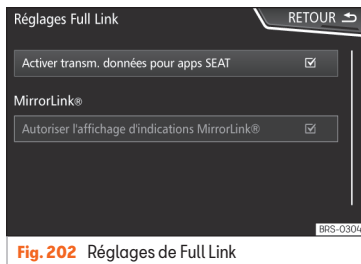 Réglages Full Link
RETOUR
Activer transm. données pour apps SEAT
MirrorLink®
Autoriser l'affichage d'indications MirrorLink®
BRS-0304
Fig. 202 Réglages de Full Link